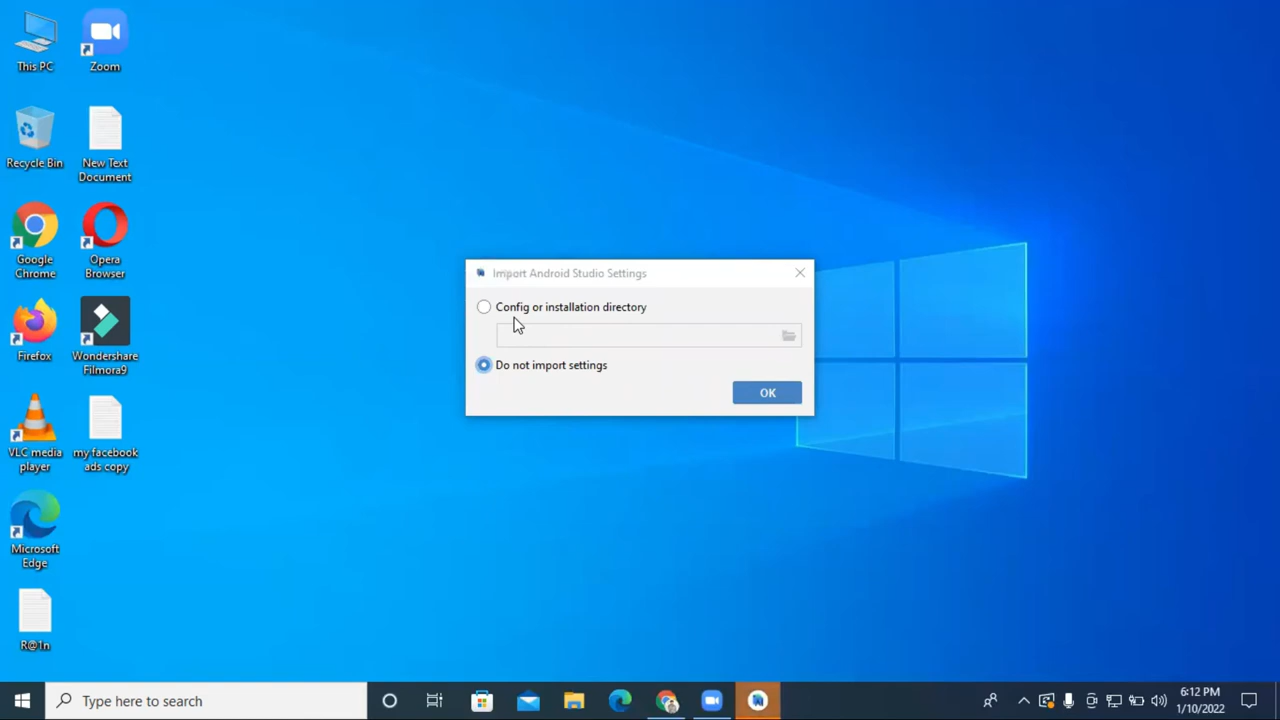 This PC
Zoom
Recycle Bin
New Text
Document
Google
Chrome
Opera
Browser
Firefox
Wondershare
Filmora9
VLC media
player
my facebook
ads copy
Microsoft
Edge
R@1n
Import Android Studio Settings
Config or installation directory
Do not import settings
OK
Type here to search
6:12 PM
1/10/2022